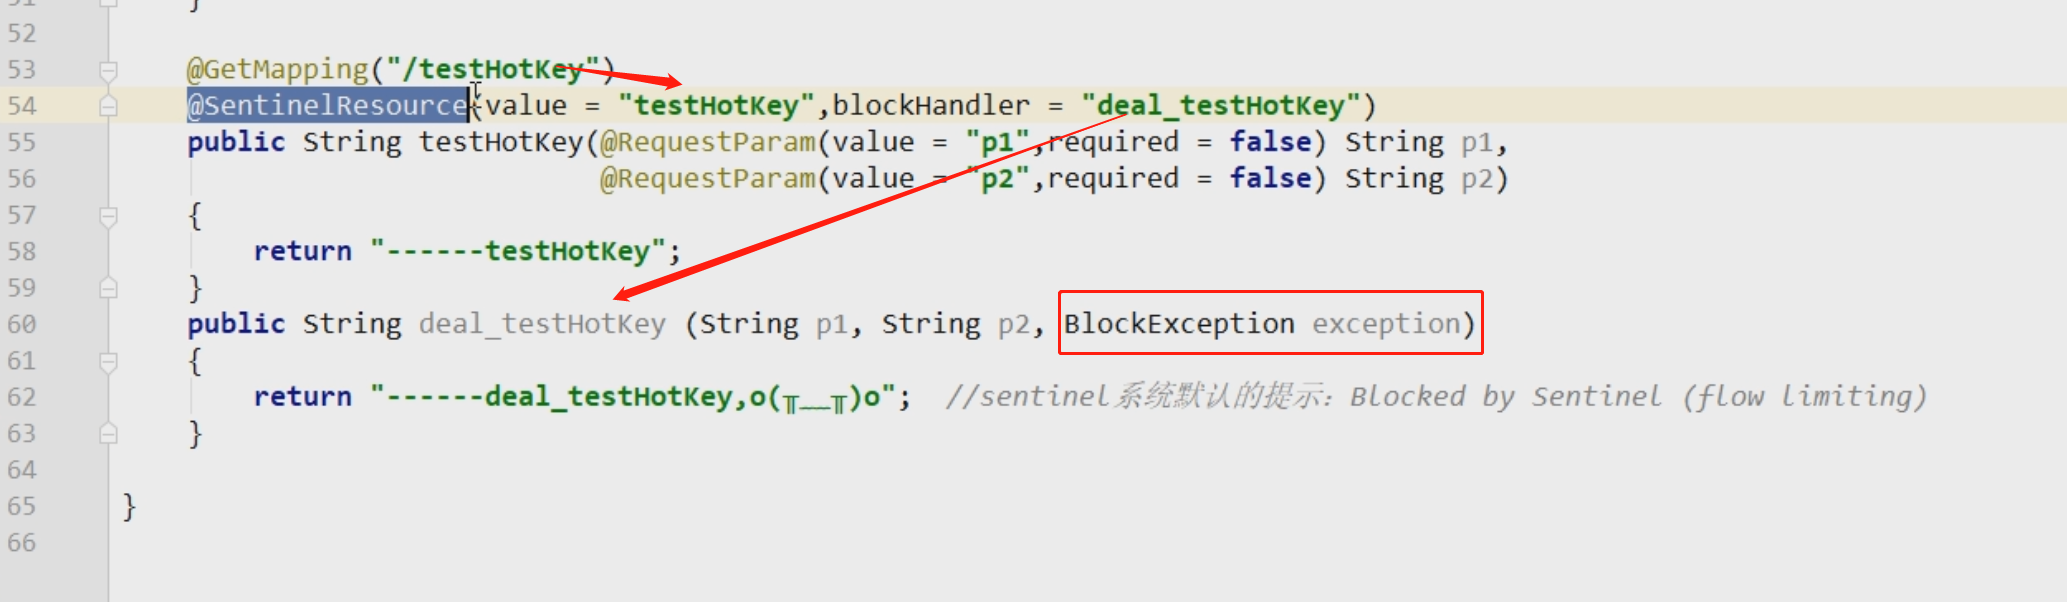 51 }
52
53 @GetMapping("/testHotKey")
54 @SentinelResource(value = "testHotKey",blockHandler = "deal_testHotKey")
55 public String testHotKey(@RequestParam(value = "p1",required = false) String p1,
56 @RequestParam(value = "p2",required = false) String p2)
57 {
58 return "------testHotKey";
59 }
60 public String deal_testHotKey (String p1, String p2, BlockException exception)
61 {
62 return "------deal_testHotKey,o(╥﹏╥)o"; //sentinel系统默认的提示：Blocked by Sentinel (flow limiting)
63 }
64
65 }
66